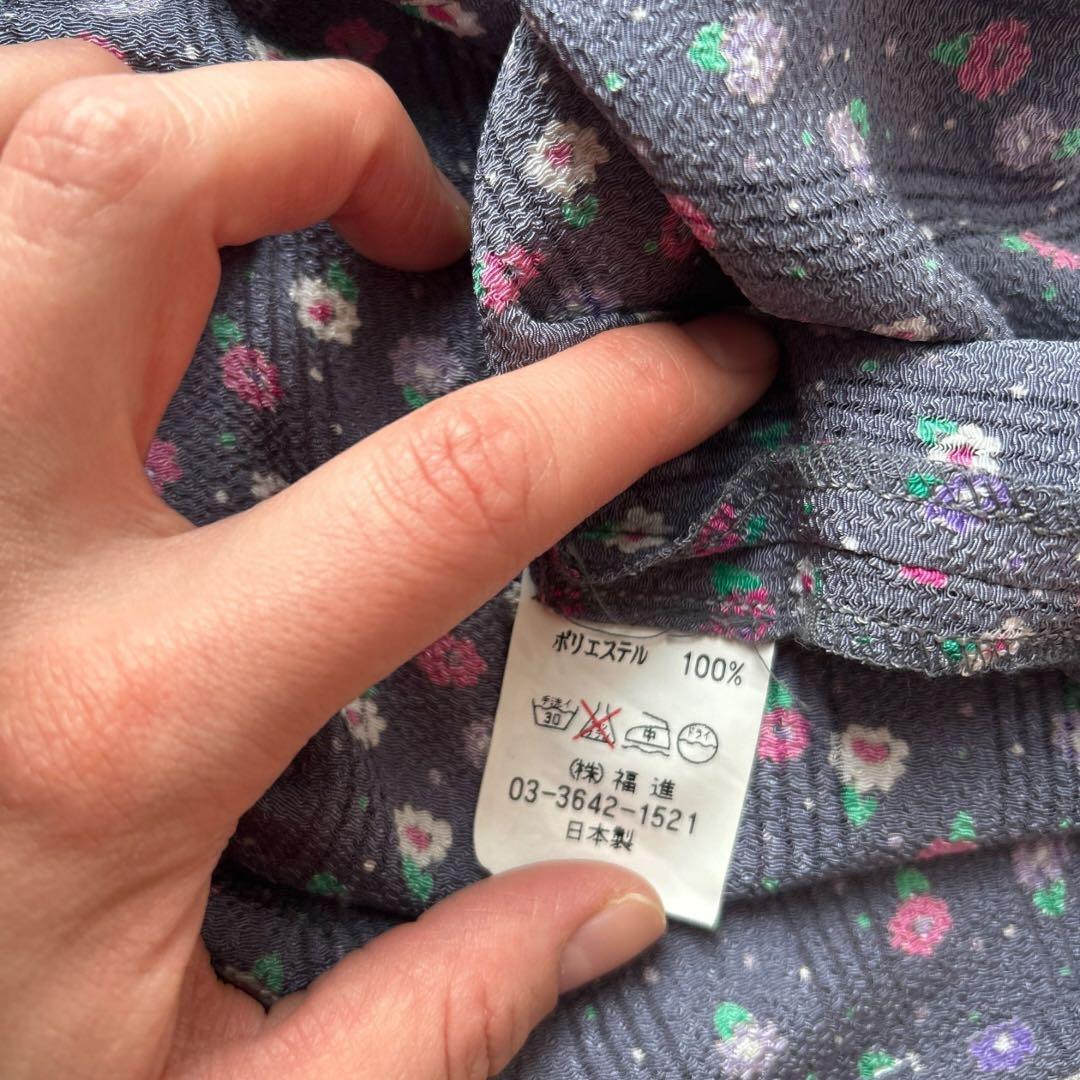 ポリエステル 100%
手洗イ
30
中
ドライ
(株)福進
03-3642-1521
日本製